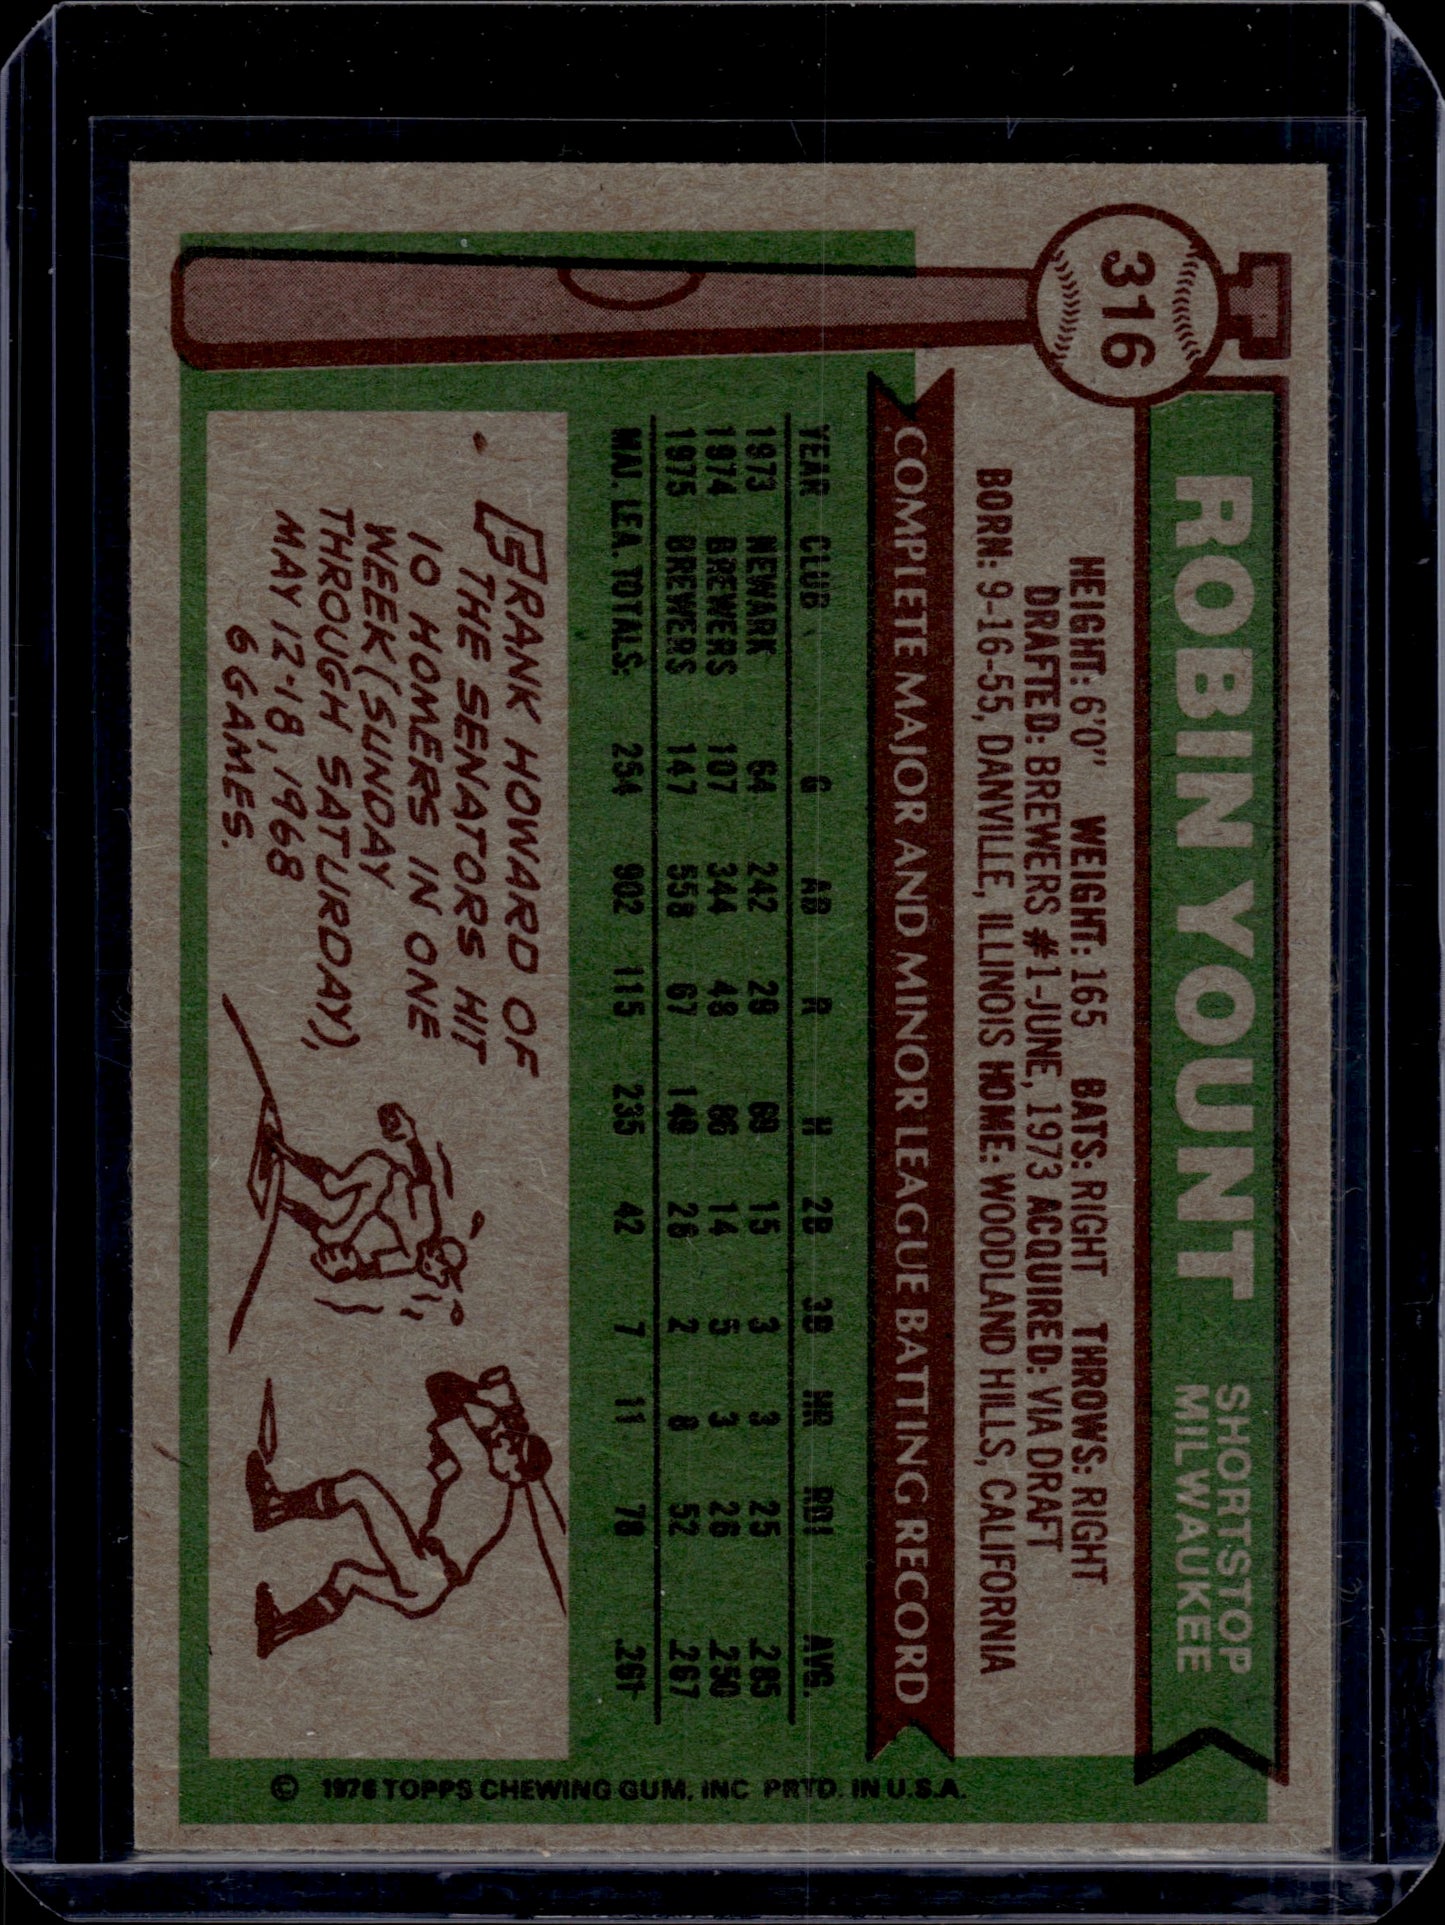 316
ROBIN YOUNT
SHORTSTOP
MILWAUKEE
HEIGHT: 6'0" WEIGHT: 165 BATS: RIGHT THROWS: RIGHT
DRAFTED: BREWERS #1-JUNE, 1973 ACQUIRED: VIA DRAFT
BORN: 9-16-55, DANVILLE, ILLINOIS HOME: WOODLAND HILLS, CALIFORNIA
COMPLETE MAJOR AND MINOR LEAGUE BATTING RECORD
YEAR CLUB G AB R H 2B 3B HR RBI AVG.
1973 NEWARK 64 242 29 69 15 3 3 25 .285
1974 BREWERS 107 344 48 86 14 5 3 26 .250
1975 BREWERS 147 558 67 149 28 2 8 52 .267
MAJ. LEA. TOTALS: 254 902 115 235 42 7 11 78 .261
FRANK HOWARD OF
THE SENATORS HIT
10 HOMERS IN ONE
WEEK (SUNDAY
THROUGH SATURDAY),
MAY 12-18, 1968
6 GAMES.
© 1976 TOPPS CHEWING GUM, INC PRTD. IN U.S.A.